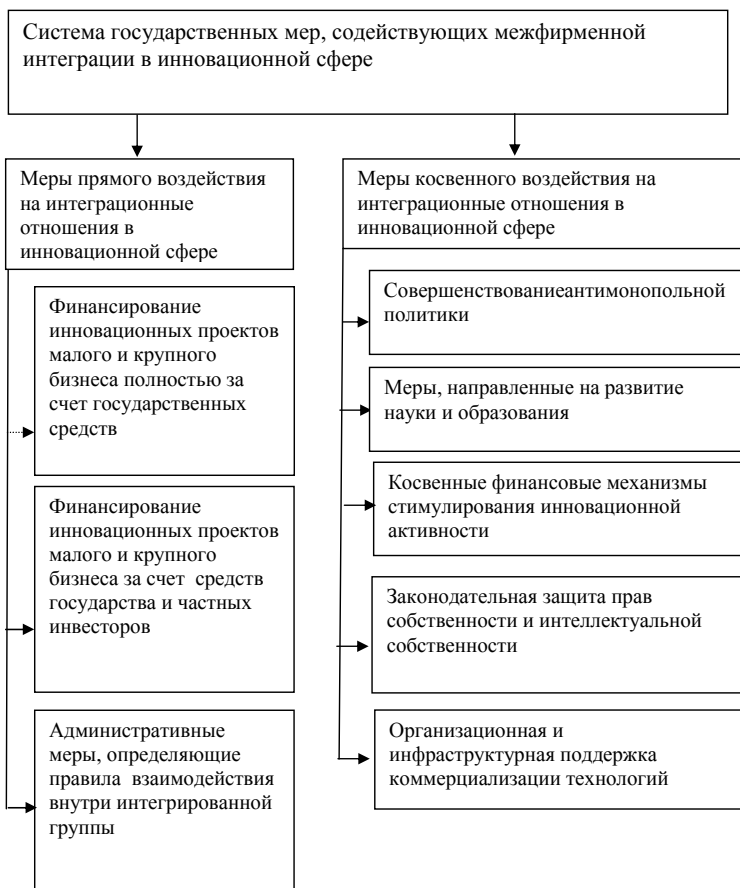 Система государственных мер, содействующих межфирменной
интеграции в инновационной сфере
Меры прямого воздействия
на интеграционные
отношения в
инновационной сфере
Финансирование
инновационных проектов
малого и крупного
бизнеса полностью за
счет государственных
средств
Финансирование
инновационных проектов
малого и крупного
бизнеса за счет средств
государства и частных
инвесторов
Административные
меры, определяющие
правила взаимодействия
внутри интегрированной
группы
Меры косвенного воздействия на
интеграционные отношения в
инновационной сфере
Совершенствованиеантимонопольной
политики
Меры, направленные на развитие
науки и образования
Косвенные финансовые механизмы
стимулирования инновационной
активности
Законодательная защита прав
собственности и интеллектуальной
собственности
Организационная и
инфраструктурная поддержка
коммерциализации технологий